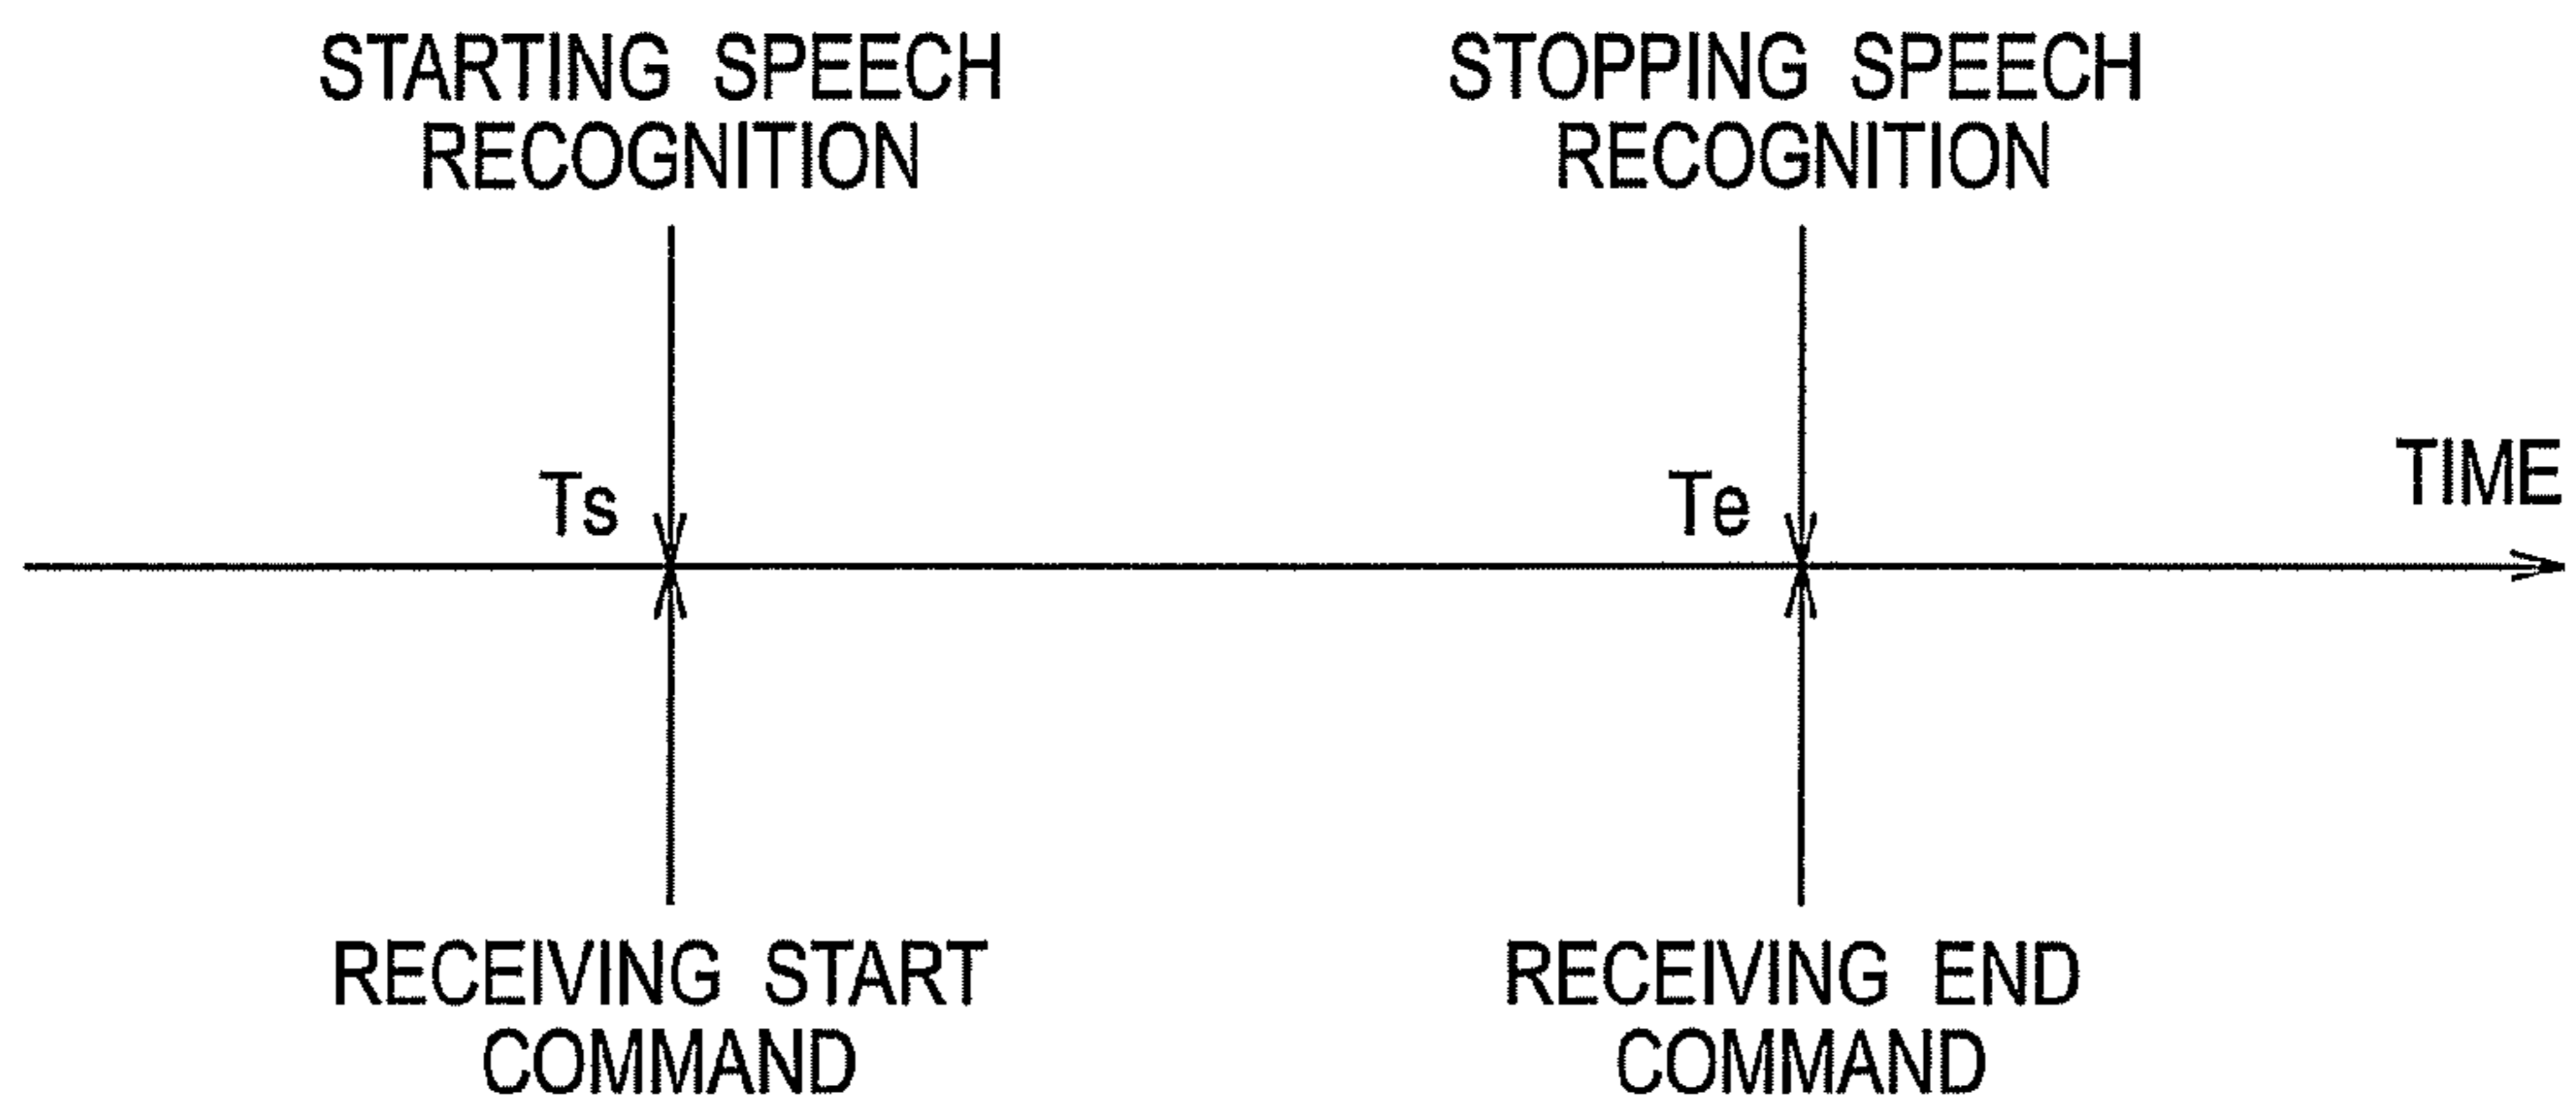 STARTING SPEECH
RECOGNITION
STOPPING SPEECH
RECOGNITION
Ts
Te
TIME
RECEIVING START
COMMAND
RECEIVING END
COMMAND